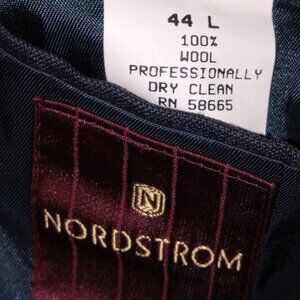 44 L
100%
WOOL
PROFESSIONALLY
DRY CLEAN
RN 58665
N
NORDSTROM